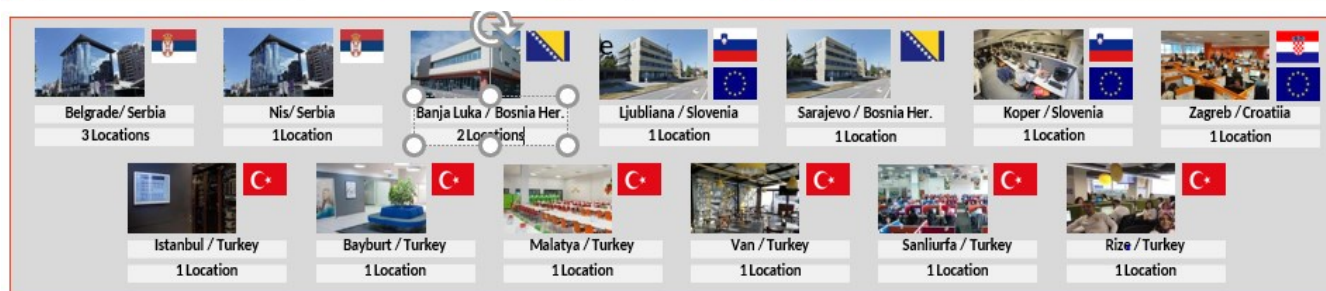 e
Belgrade/ Serbia
3 Locations
Nis/ Serbia
1 Location
Banja Luka / Bosnia Her.
2 Locations
Ljubliana / Slovenia
1 Location
Sarajevo / Bosnia Her.
1 Location
Koper / Slovenia
1 Location
Zagreb / Croatiia
1 Location
Istanbul / Turkey
1 Location
Bayburt / Turkey
1 Location
Malatya / Turkey
1 Location
Van / Turkey
1 Location
Sanliurfa / Turkey
1 Location
Rize / Turkey
1 Location